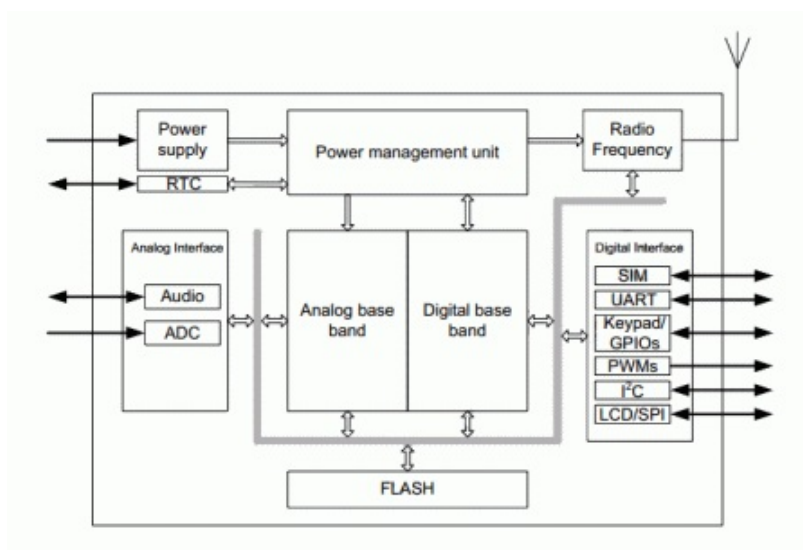 Power
supply
Power management unit
Radio
Frequency
RTC
Analog Interface
Audio
ADC
Analog base
band
Digital base
band
Digital Interface
SIM
UART
Keypad/
GPIOs
PWMs
I²C
LCD/SPI
FLASH